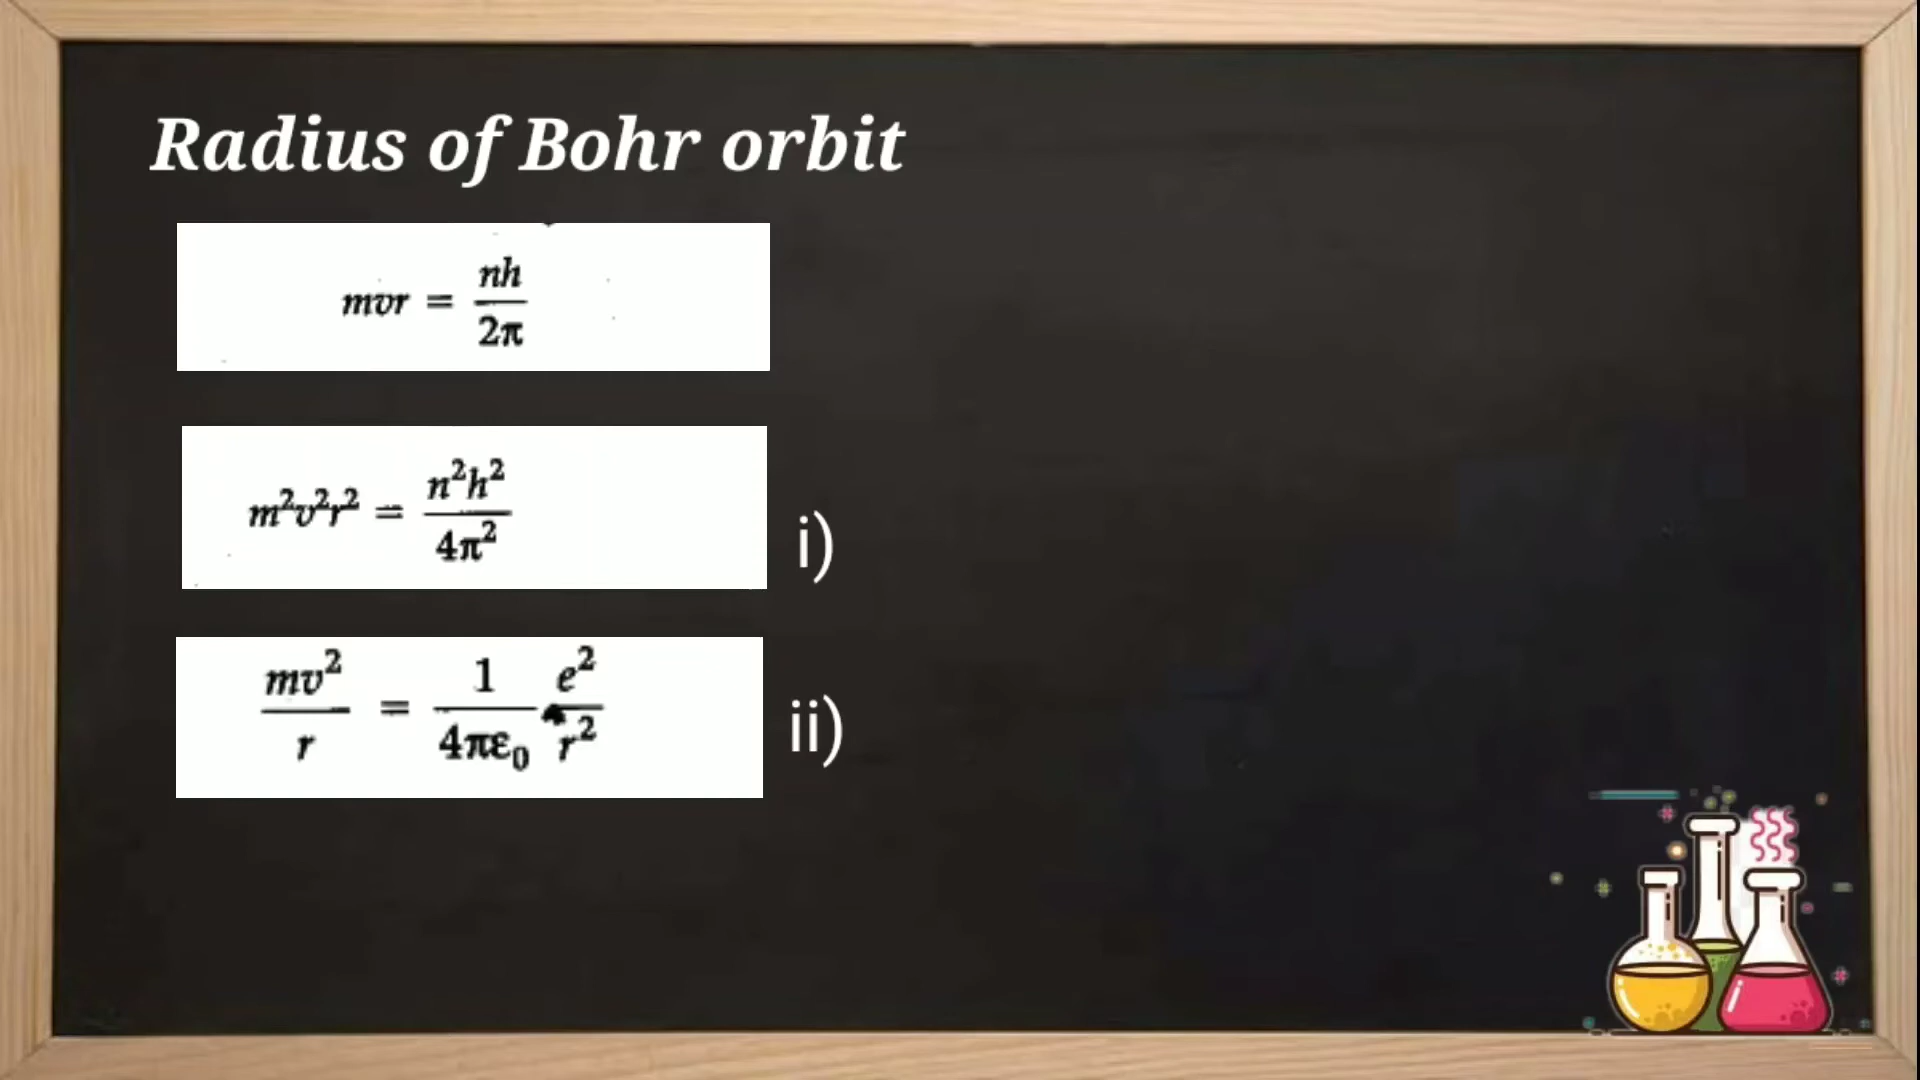 Radius of Bohr orbit
mvr = nh/2π
m²v²r² = n²h²/4π² i)
mv²/r = 1/4πε₀ e²/r² ii)